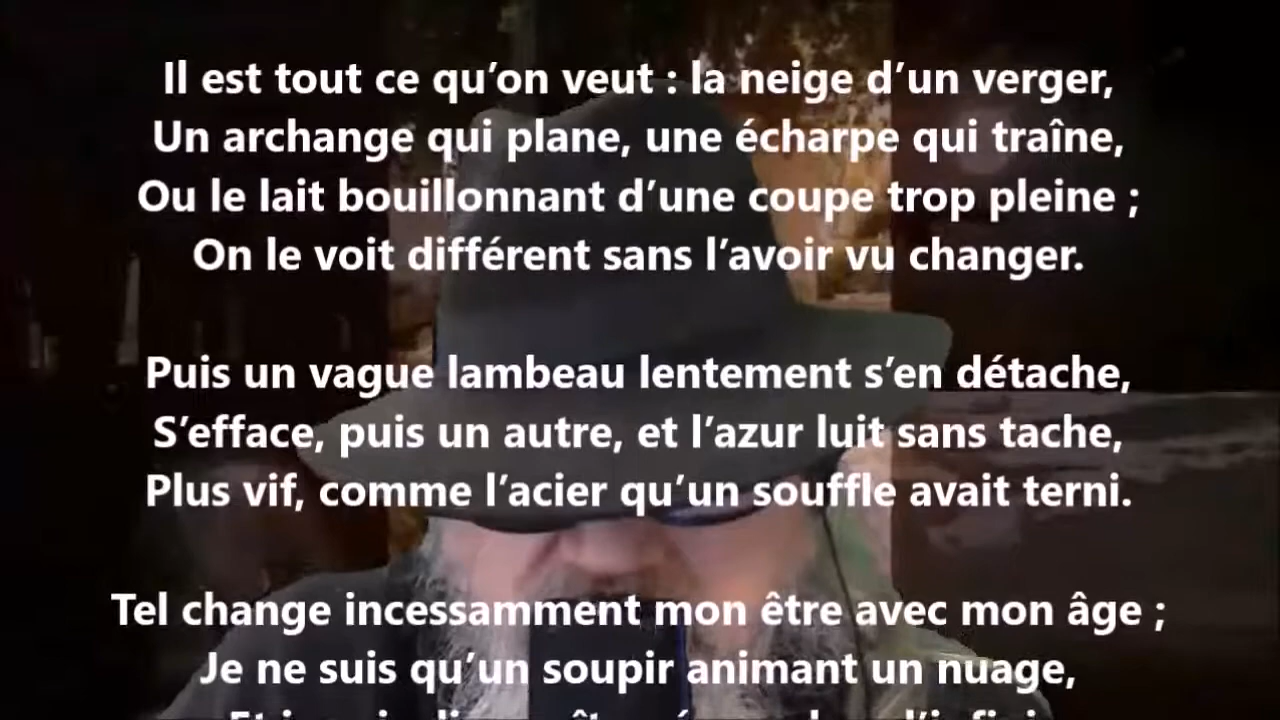 Il est tout ce qu’on veut : la neige d’un verger,
Un archange qui plane, une écharpe qui traîne,
Ou le lait bouillonnant d’une coupe trop pleine ;
On le voit différent sans l’avoir vu changer.
Puis un vague lambeau lentement s’en détache,
S’efface, puis un autre, et l’azur luit sans tache,
Plus vif, comme l’acier qu’un souffle avait terni.
Tel change incessamment mon être avec mon âge ;
Je ne suis qu’un soupir animant un nuage,